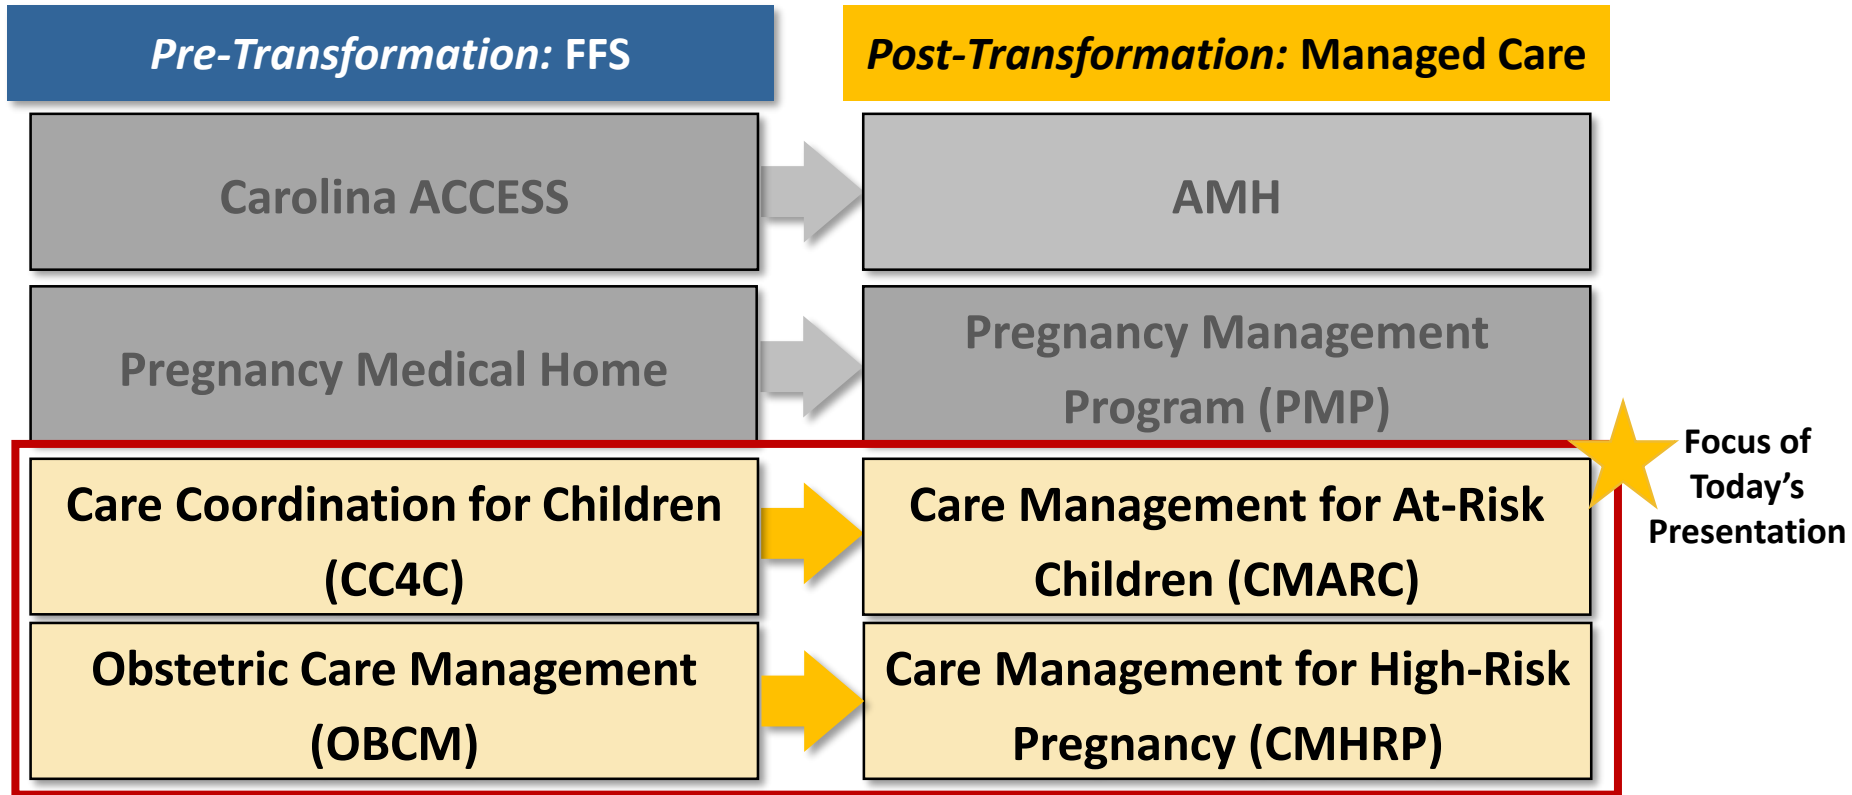 Pre-Transformation: FFS
Post-Transformation: Managed Care
Carolina ACCESS
AMH
Pregnancy Medical Home
Pregnancy Management
Program (PMP)
Care Coordination for Children
(CC4C)
Care Management for At-Risk
Children (CMARC)
Obstetric Care Management
(OBCM)
Care Management for High-Risk
Pregnancy (CMHRP)
Focus of
Today’s
Presentation